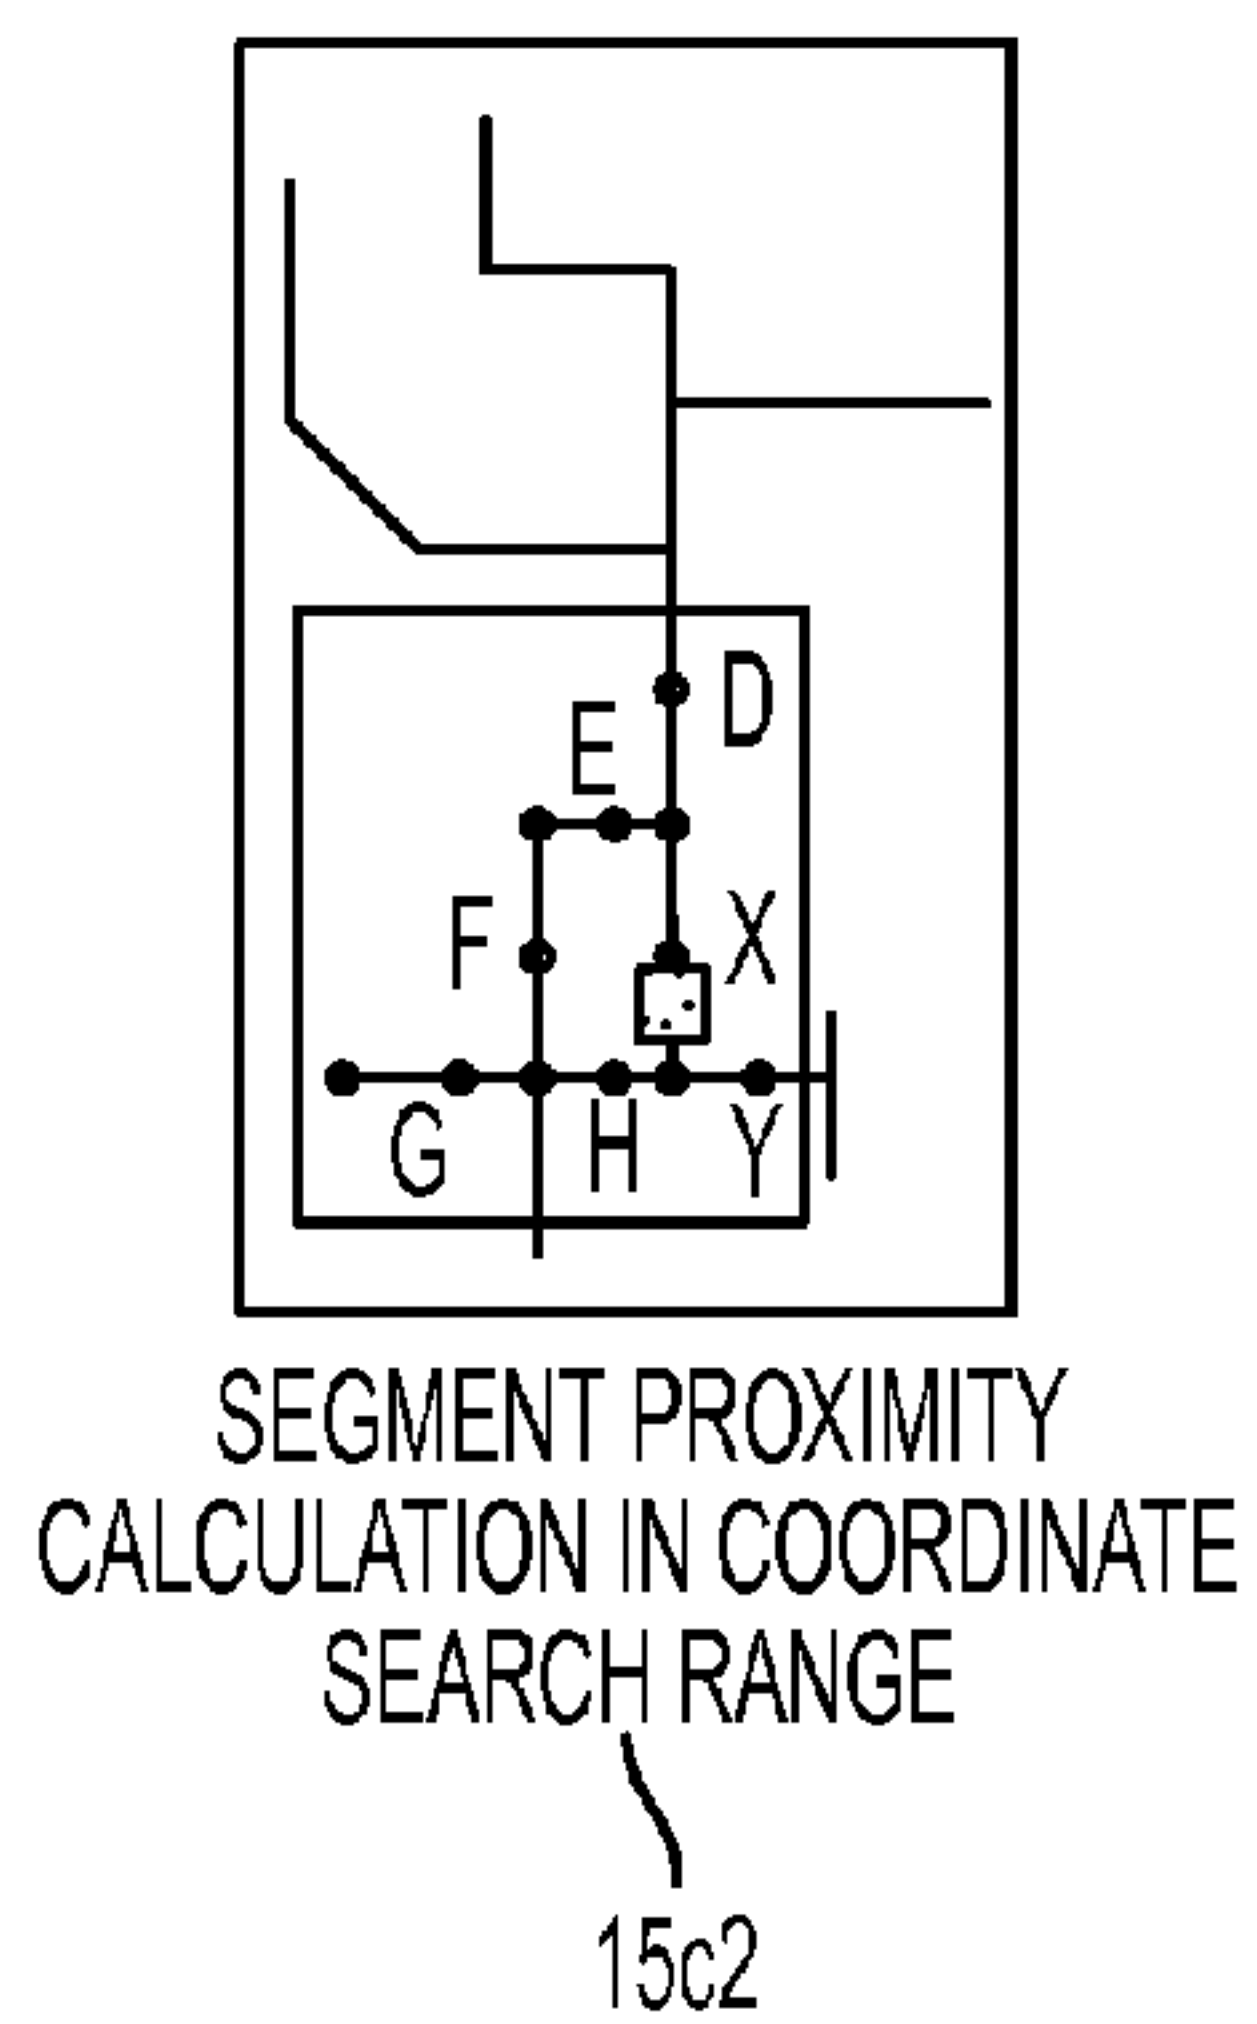 D
E
X
F
G
H
Y
SEGMENT PROXIMITY
CALCULATION IN COORDINATE
SEARCH RANGE
15c2